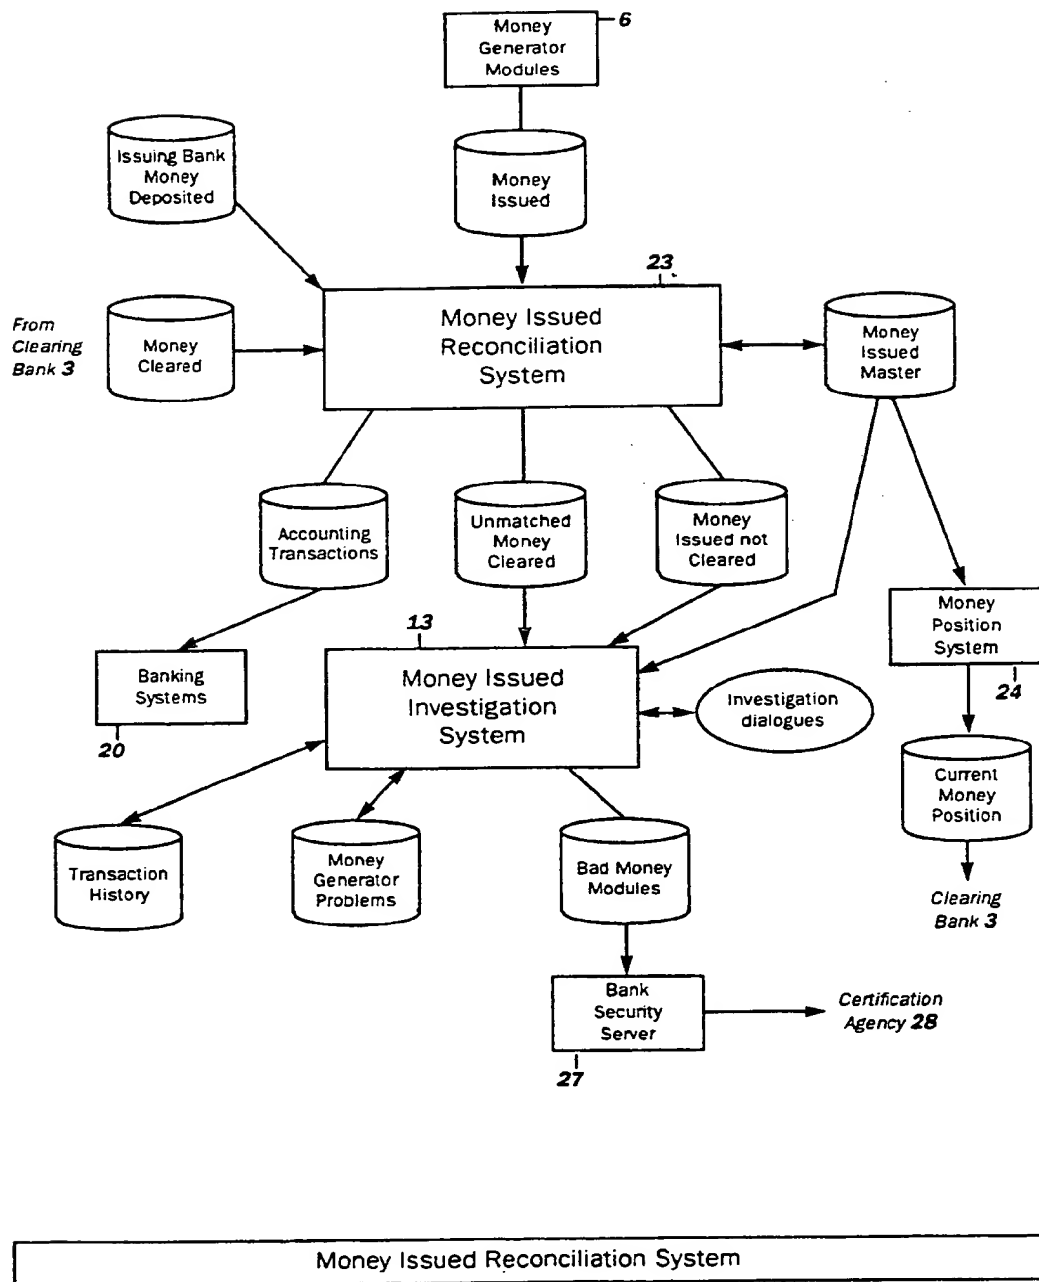 Money
Generator
Modules
6
Issuing Bank
Money
Deposited
Money
Issued
23
From
Clearing
Bank 3
Money
Cleared
Money Issued
Reconciliation
System
Money
Issued
Master
Accounting
Transactions
Unmatched
Money
Cleared
Money
Issued not
Cleared
13
Banking
Systems
20
Money Issued
Investigation
System
Investigation
dialogues
Money
Position
System
24
Current
Money
Position
Transaction
History
Money
Generator
Problems
Bad Money
Modules
Clearing
Bank 3
Bank
Security
Server
27
Certification
Agency 28
Money Issued Reconciliation System